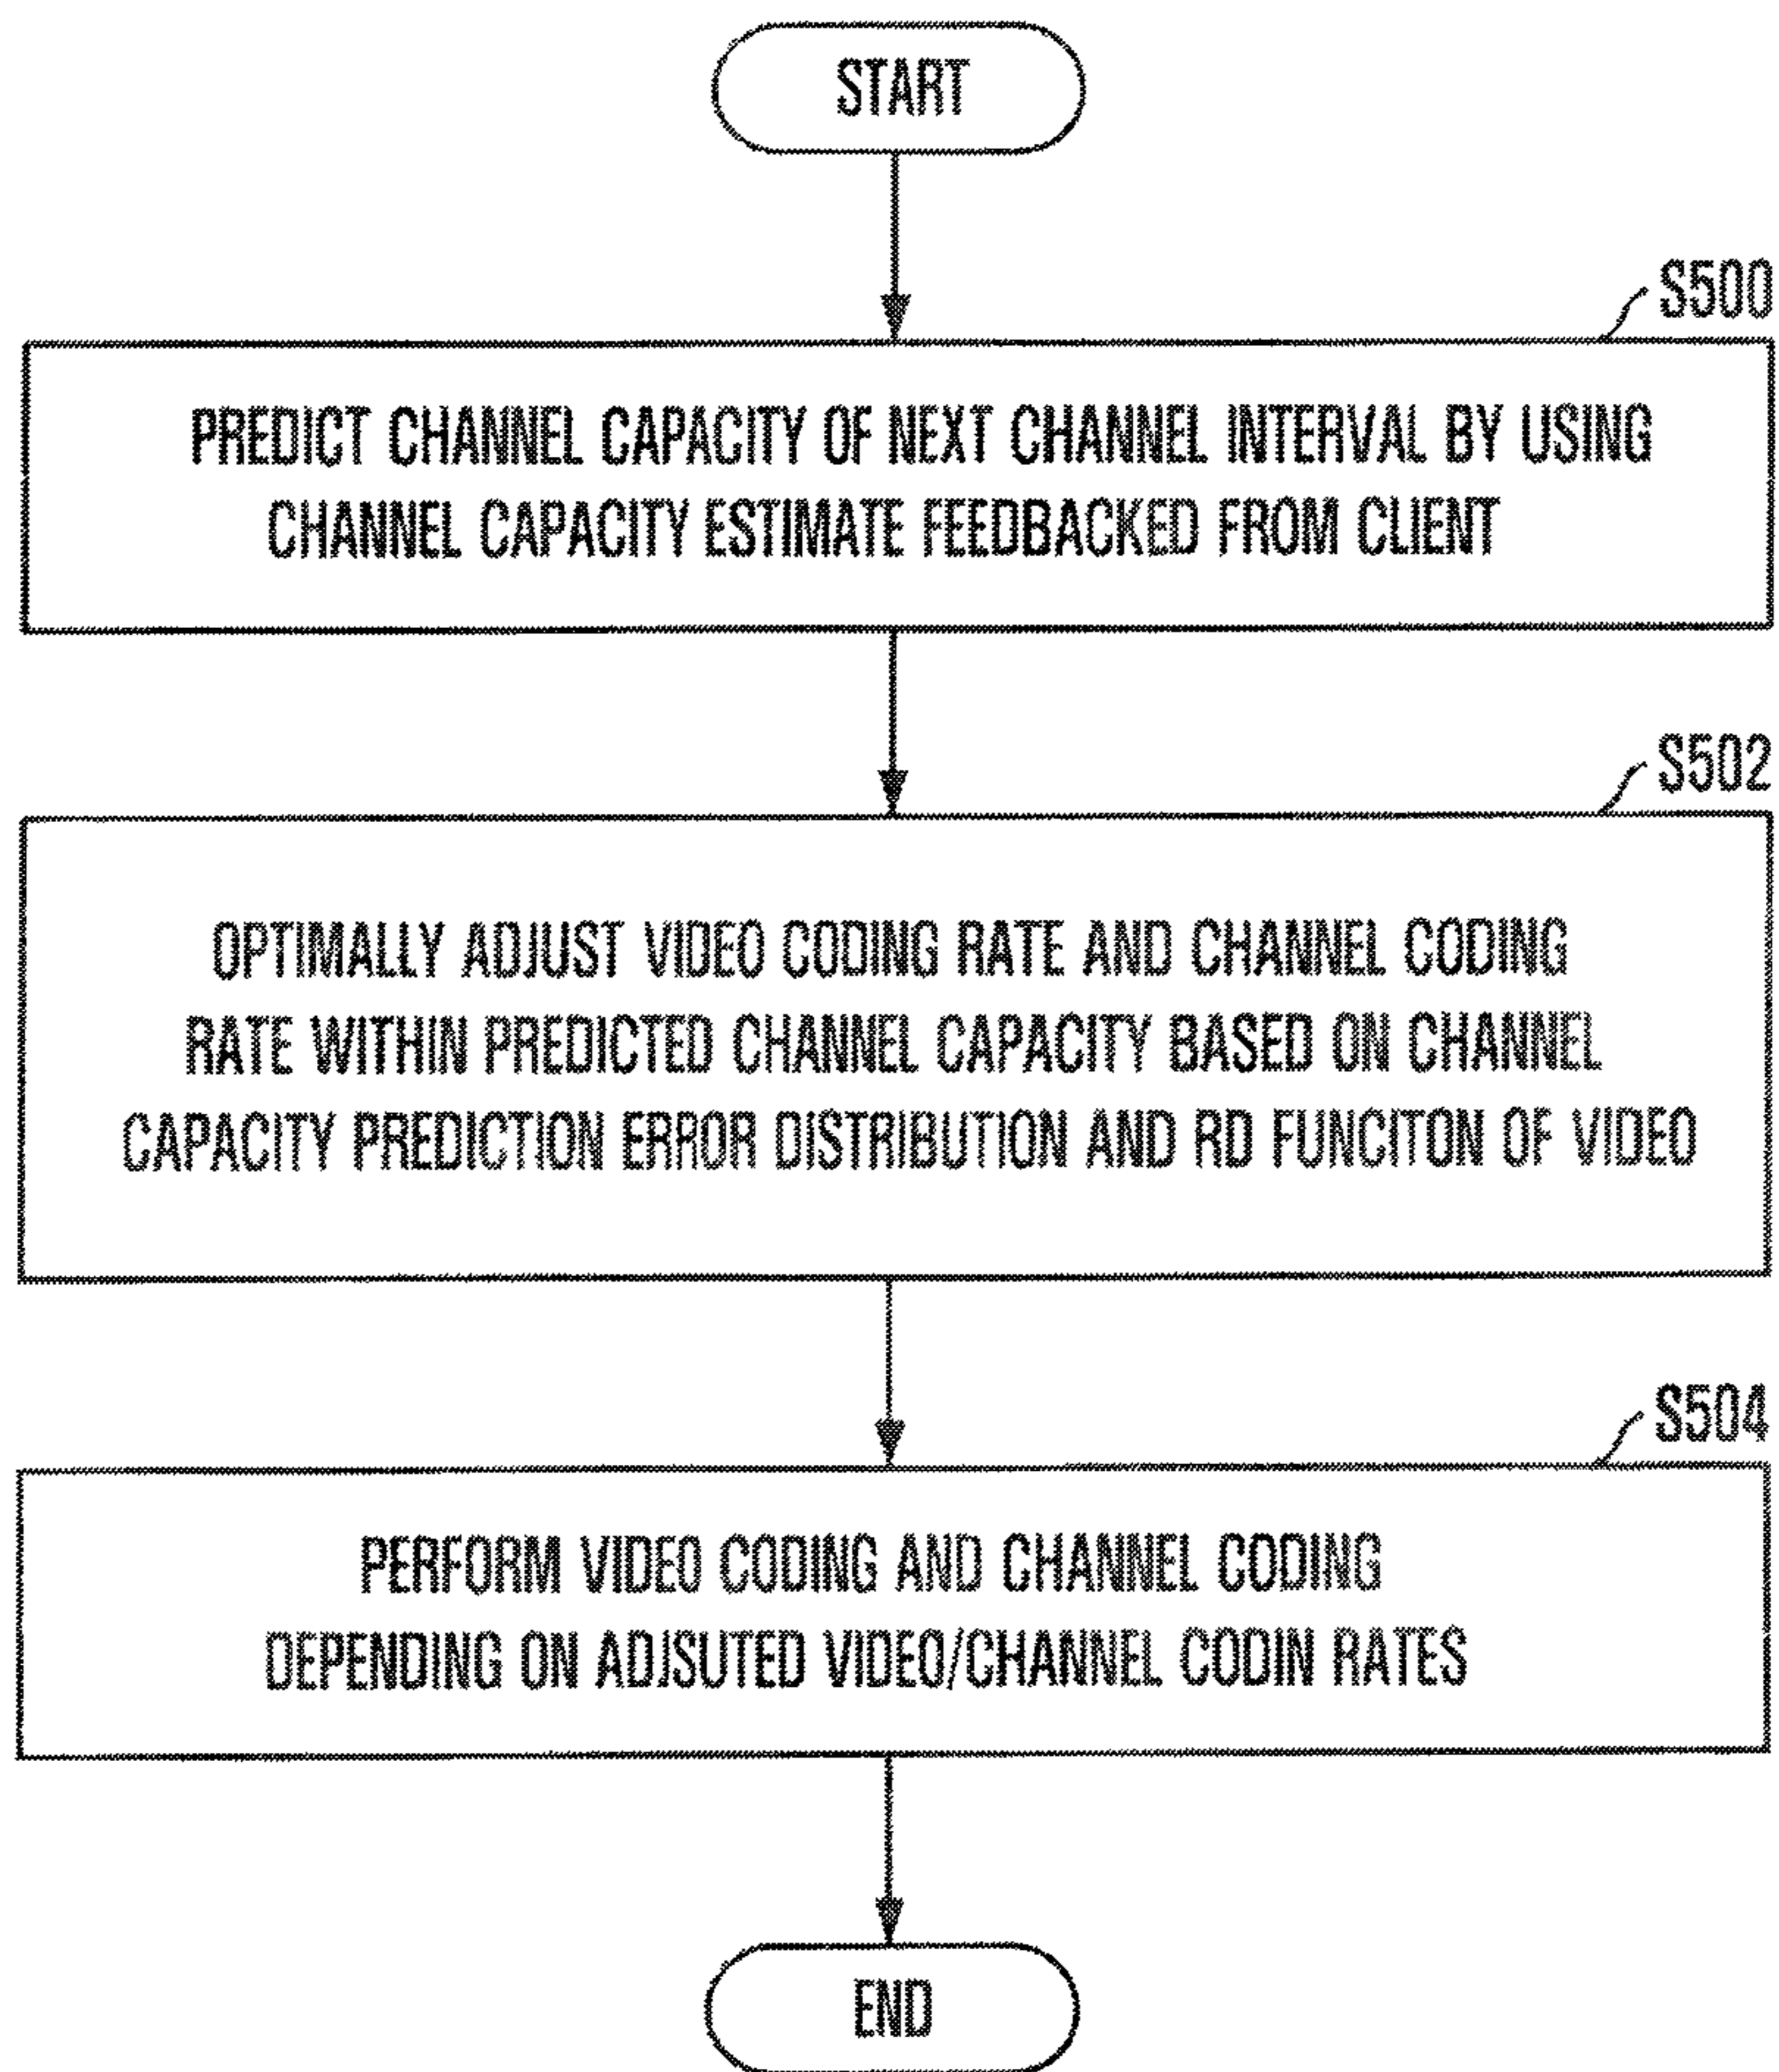 START
S500
PREDICT CHANNEL CAPACITY OF NEXT CHANNEL INTERVAL BY USING
CHANNEL CAPACITY ESTIMATE FEEDBACKED FROM CLIENT
S502
OPTIMALLY ADJUST VIDEO CODING RATE AND CHANNEL CODING
RATE WITHIN PREDICTED CHANNEL CAPACITY BASED ON CHANNEL
CAPACITY PREDICTION ERROR DISTRIBUTION AND RD FUNCITON OF VIDEO
S504
PERFORM VIDEO CODING AND CHANNEL CODING
DEPENDING ON ADJSUTED VIDEO/CHANNEL CODIN RATES
END